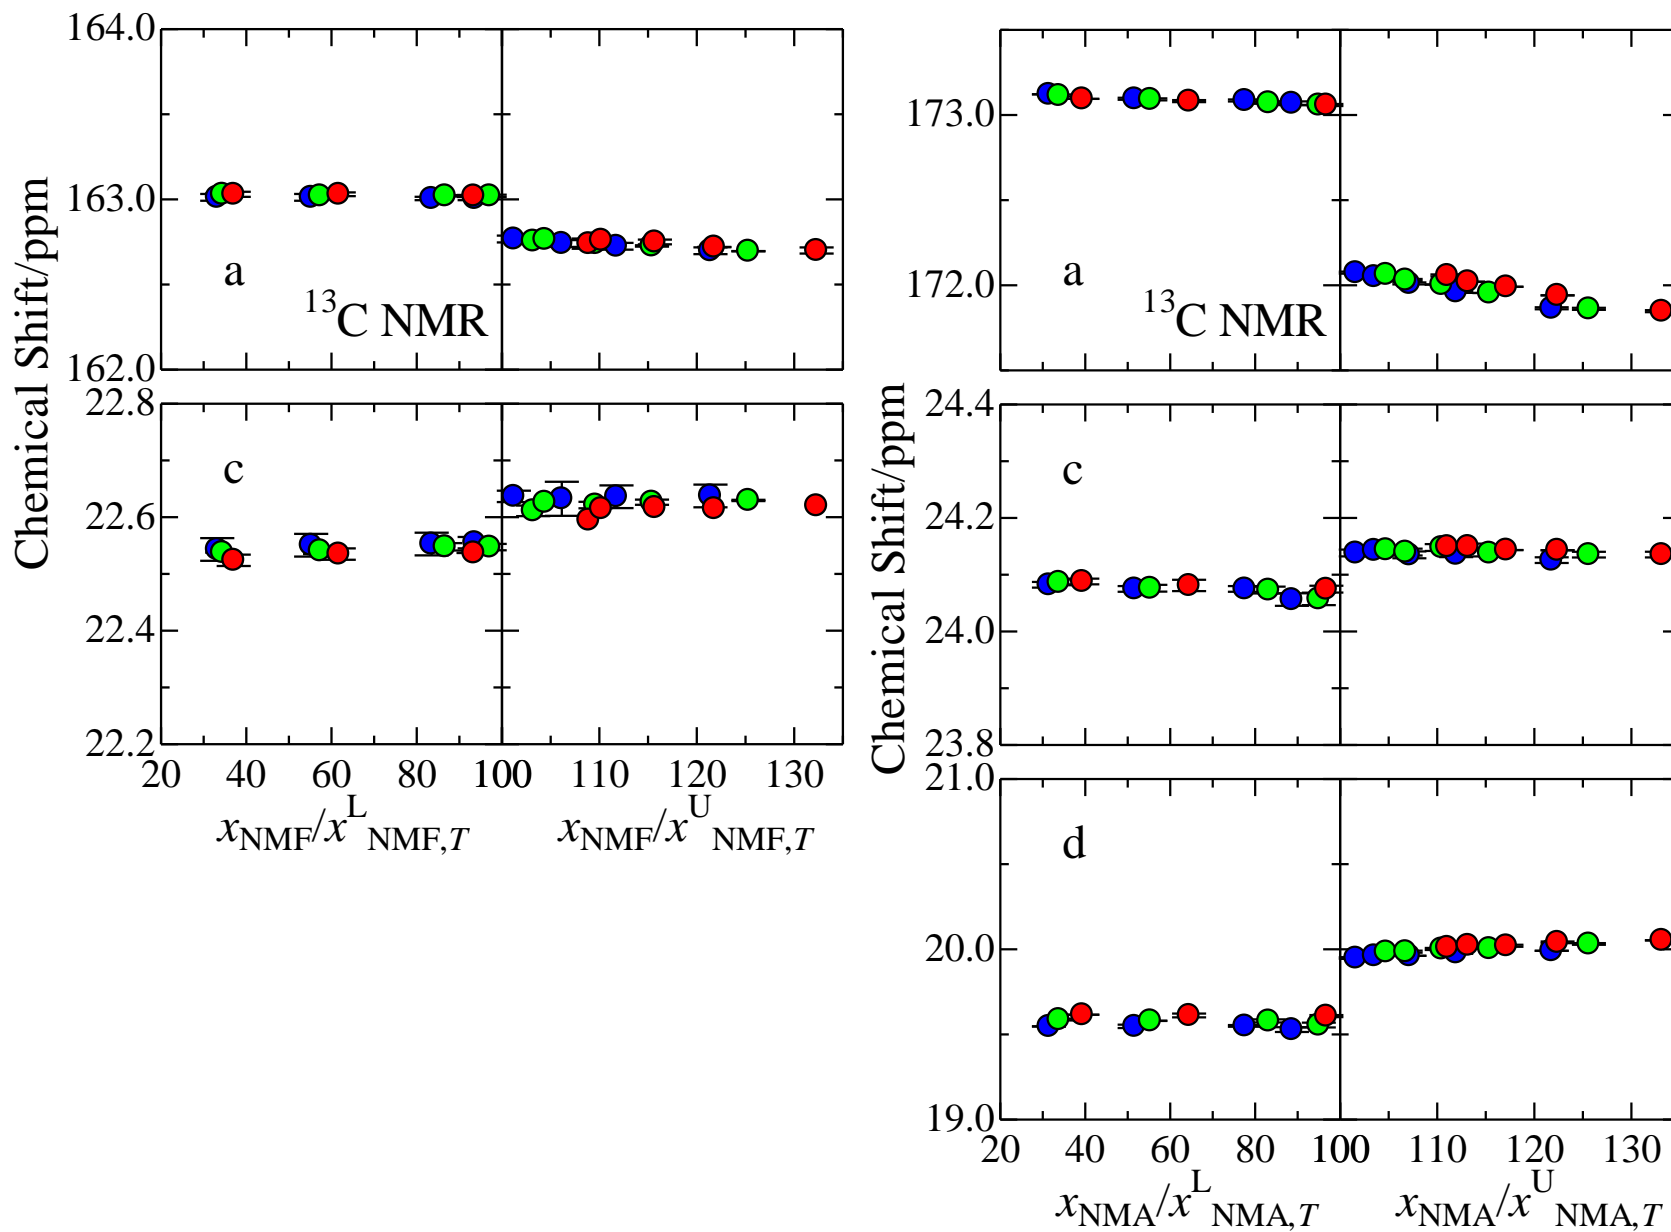 164.0
163.0
162.0
a
13C NMR
22.8
22.6
22.4
22.2
c
20 40 60 80 100 110 120 130
xNMF/xLNMF,T
xNMF/xUNMF,T
Chemical Shift/ppm
173.0
172.0
a
13C NMR
24.4
24.2
24.0
23.8
c
21.0
20.0
19.0
d
20 40 60 80 100 110 120 130
xNMA/xLNMA,T
xNMA/xUNMA,T
Chemical Shift/ppm